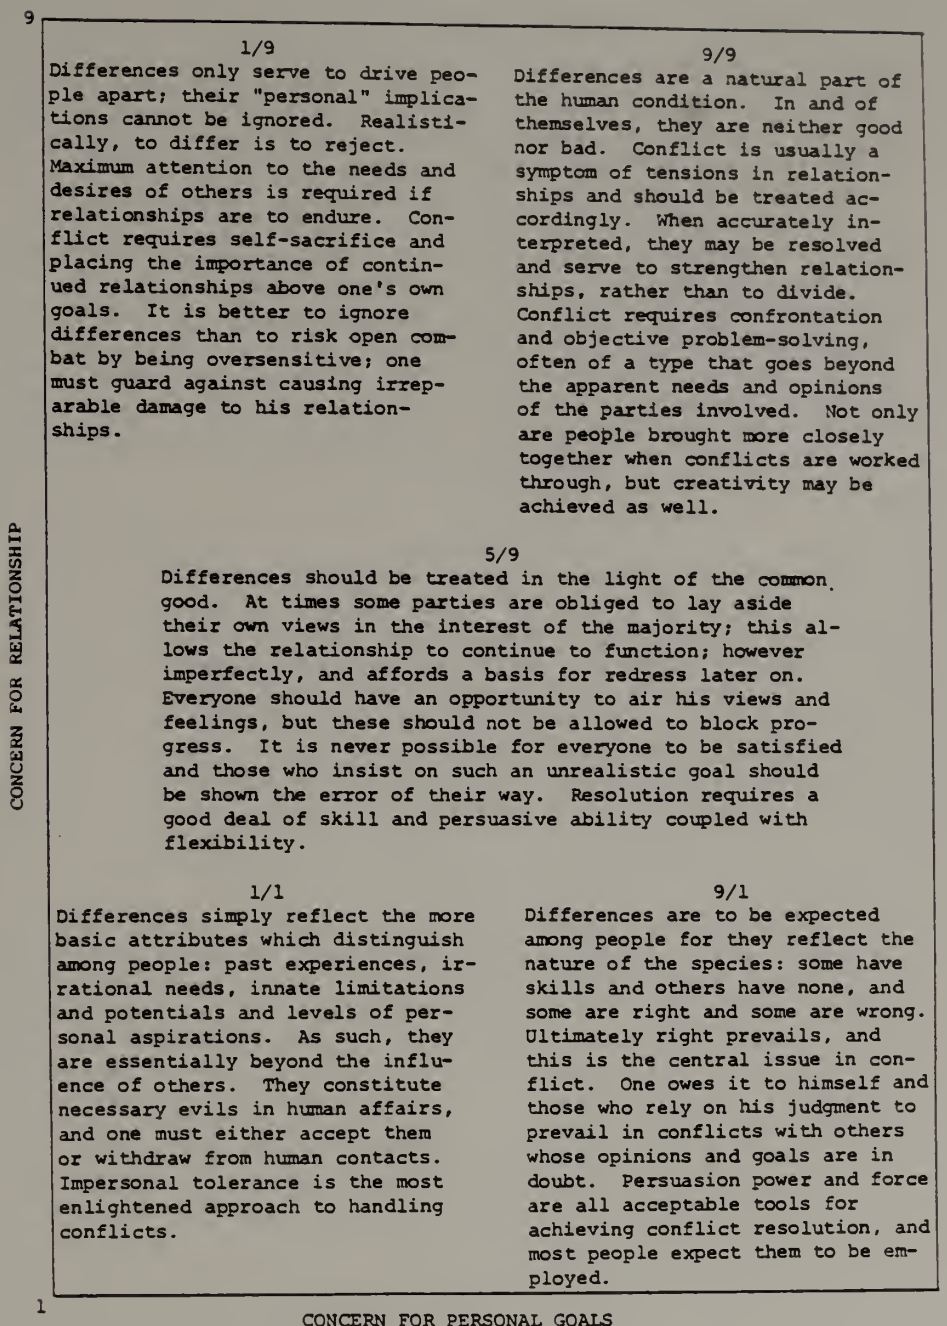 9
1/9
Differences only serve to drive peo-
ple apart; their "personal" implica-
tions cannot be ignored. Realisti-
cally, to differ is to reject.
Maximum attention to the needs and
desires of others is required if
relationships are to endure. Con-
flict requires self-sacrifice and
placing the importance of contin-
ued relationships above one's own
goals. It is better to ignore
differences than to risk open com-
bat by being oversensitive; one
must guard against causing irrep-
arable damage to his relation-
ships.
9/9
Differences are a natural part of
the human condition. In and of
themselves, they are neither good
nor bad. Conflict is usually a
symptom of tensions in relation-
ships and should be treated ac-
cordingly. When accurately in-
terpreted, they may be resolved
and serve to strengthen relation-
ships, rather than to divide.
Conflict requires confrontation
and objective problem-solving,
often of a type that goes beyond
the apparent needs and opinions
of the parties involved. Not only
are people brought more closely
together when conflicts are worked
through, but creativity may be
achieved as well.
CONCERN FOR RELATIONSHIP
5/9
Differences should be treated in the light of the common
good. At times some parties are obliged to lay aside
their own views in the interest of the majority; this al-
lows the relationship to continue to function; however
imperfectly, and affords a basis for redress later on.
Everyone should have an opportunity to air his views and
feelings, but these should not be allowed to block pro-
gress. It is never possible for everyone to be satisfied
and those who insist on such an unrealistic goal should
be shown the error of their way. Resolution requires a
good deal of skill and persuasive ability coupled with
flexibility.
1/1
Differences simply reflect the more
basic attributes which distinguish
among people: past experiences, ir-
rational needs, innate limitations
and potentials and levels of per-
sonal aspirations. As such, they
are essentially beyond the influ-
ence of others. They constitute
necessary evils in human affairs,
and one must either accept them
or withdraw from human contacts.
Impersonal tolerance is the most
enlightened approach to handling
conflicts.
9/1
Differences are to be expected
among people for they reflect the
nature of the species: some have
skills and others have none, and
some are right and some are wrong.
Ultimately right prevails, and
this is the central issue in con-
flict. One owes it to himself and
those who rely on his judgment to
prevail in conflicts with others
whose opinions and goals are in
doubt. Persuasion power and force
are all acceptable tools for
achieving conflict resolution, and
most people expect them to be em-
ployed.
1
CONCERN FOR PERSONAL GOALS